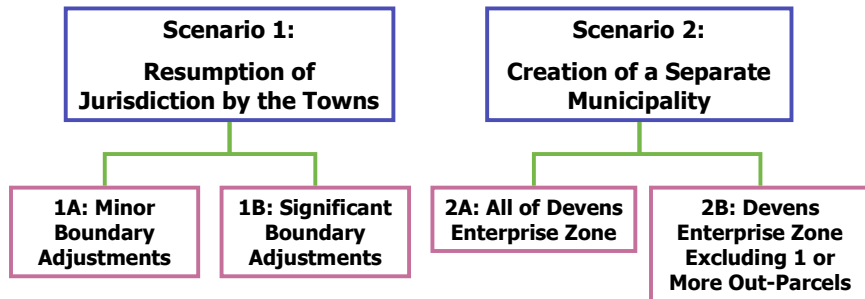 Scenario 1:
Resumption of
Jurisdiction by the Towns
Scenario 2:
Creation of a Separate
Municipality
1A: Minor
Boundary
Adjustments
1B: Significant
Boundary
Adjustments
2A: All of Devens
Enterprise Zone
2B: Devens
Enterprise Zone
Excluding 1 or
More Out-Parcels